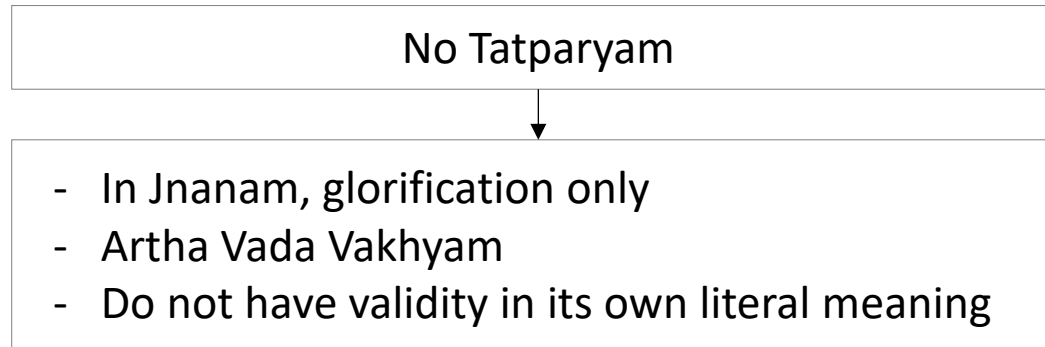 No Tatparyam
- In Jnanam, glorification only
- Artha Vada Vakhyam
- Do not have validity in its own literal meaning